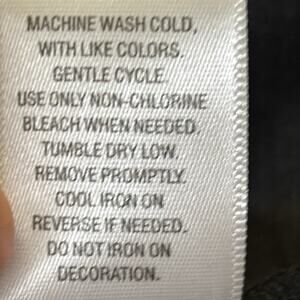 MACHINE WASH COLD,
WITH LIKE COLORS.
GENTLE CYCLE.
USE ONLY NON-CHLORINE
BLEACH WHEN NEEDED.
TUMBLE DRY LOW.
REMOVE PROMPTLY.
COOL IRON ON
REVERSE IF NEEDED.
DO NOT IRON ON
DECORATION.